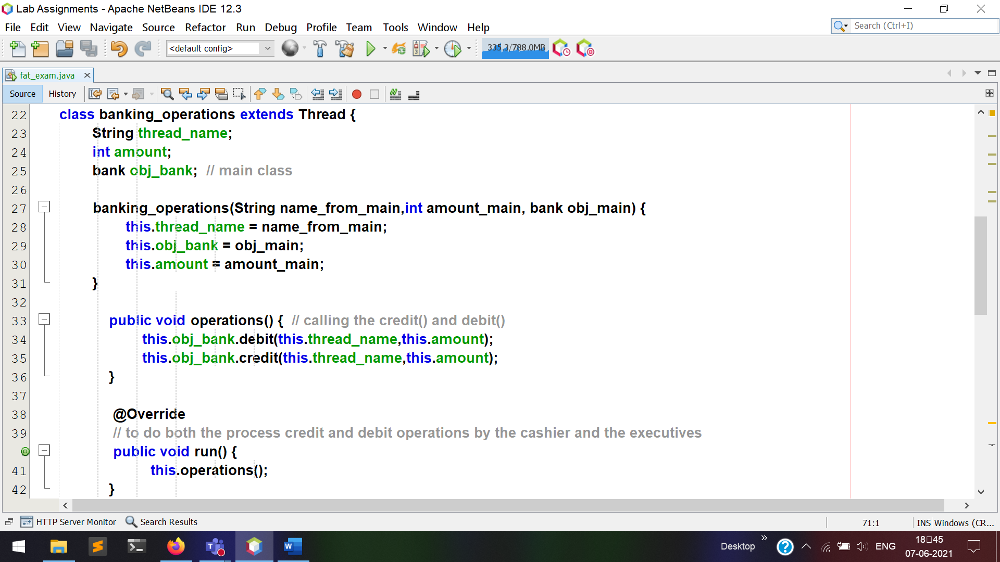 Lab Assignments - Apache NetBeans IDE 12.3
File Edit View Navigate Source Refactor Run Debug Profile Team Tools Window Help
Search (Ctrl+I)
<default config>
335.3/788.0MB
fat_exam.java
Source History
22 class banking_operations extends Thread {
23 String thread_name;
24 int amount;
25 bank obj_bank; // main class
26
27 banking_operations(String name_from_main,int amount_main, bank obj_main) {
28 this.thread_name = name_from_main;
29 this.obj_bank = obj_main;
30 this.amount = amount_main;
31 }
32
33 public void operations() { // calling the credit() and debit()
34 this.obj_bank.debit(this.thread_name,this.amount);
35 this.obj_bank.credit(this.thread_name,this.amount);
36 }
37
38 @Override
39 // to do both the process credit and debit operations by the cashier and the executives
public void run() {
41 this.operations();
42 }
HTTP Server Monitor Search Results
71:1 INS Windows (CR...
Desktop ENG 18▯45
07-06-2021